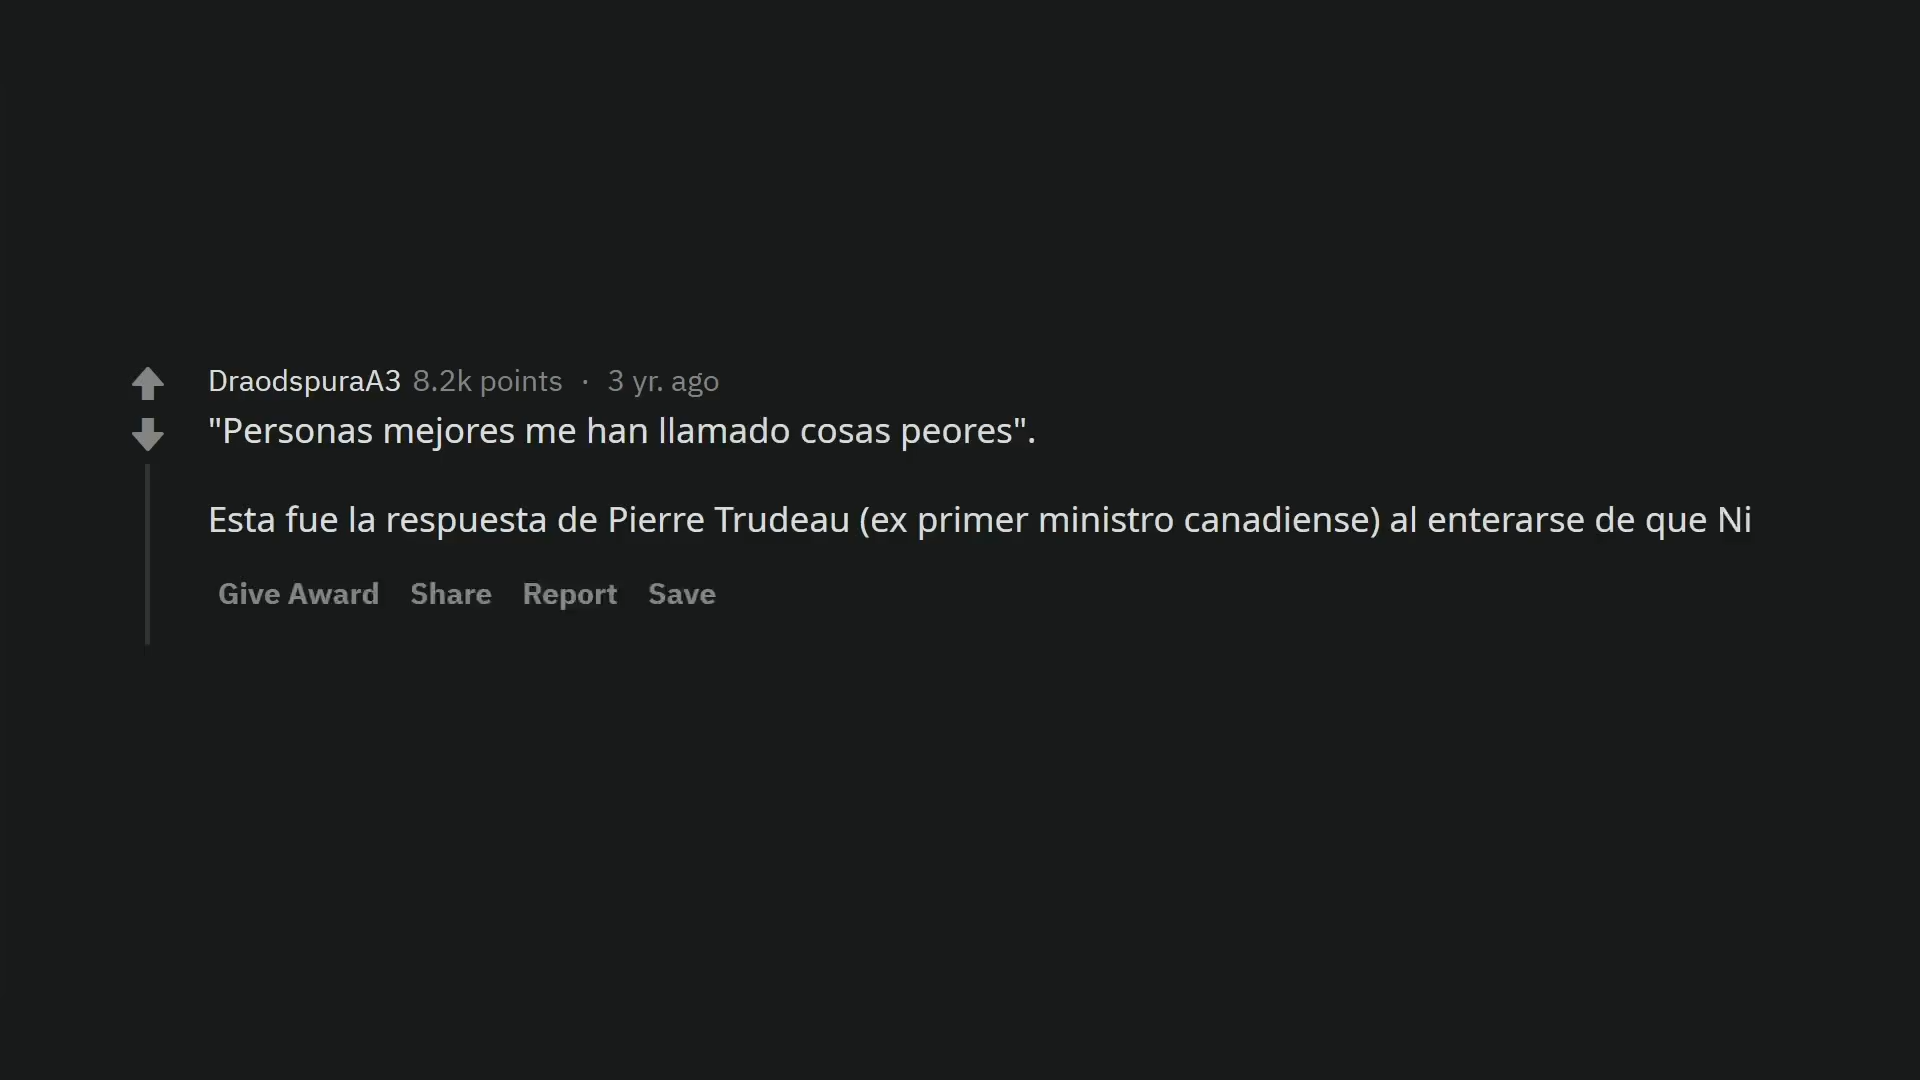 DraodspuraA3 8.2k points · 3 yr. ago
"Personas mejores me han llamado cosas peores".
Esta fue la respuesta de Pierre Trudeau (ex primer ministro canadiense) al enterarse de que Ni
Give Award Share Report Save